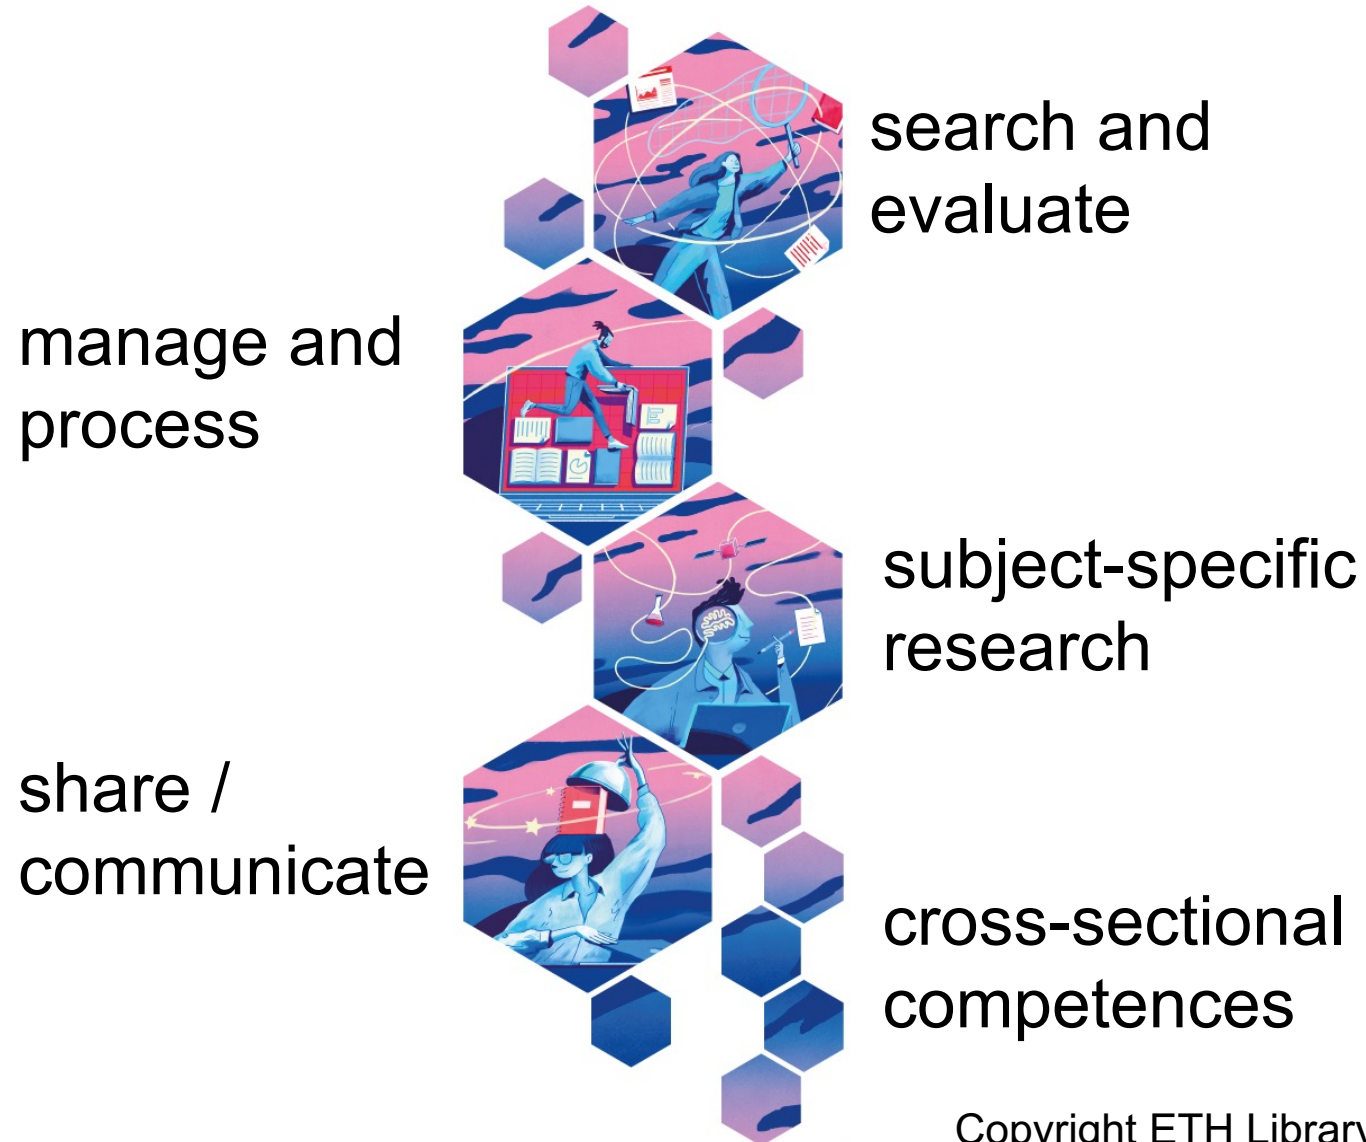 search and
evaluate
manage and
process
subject-specific
research
share /
communicate
cross-sectional
competences
Copyright ETH Library